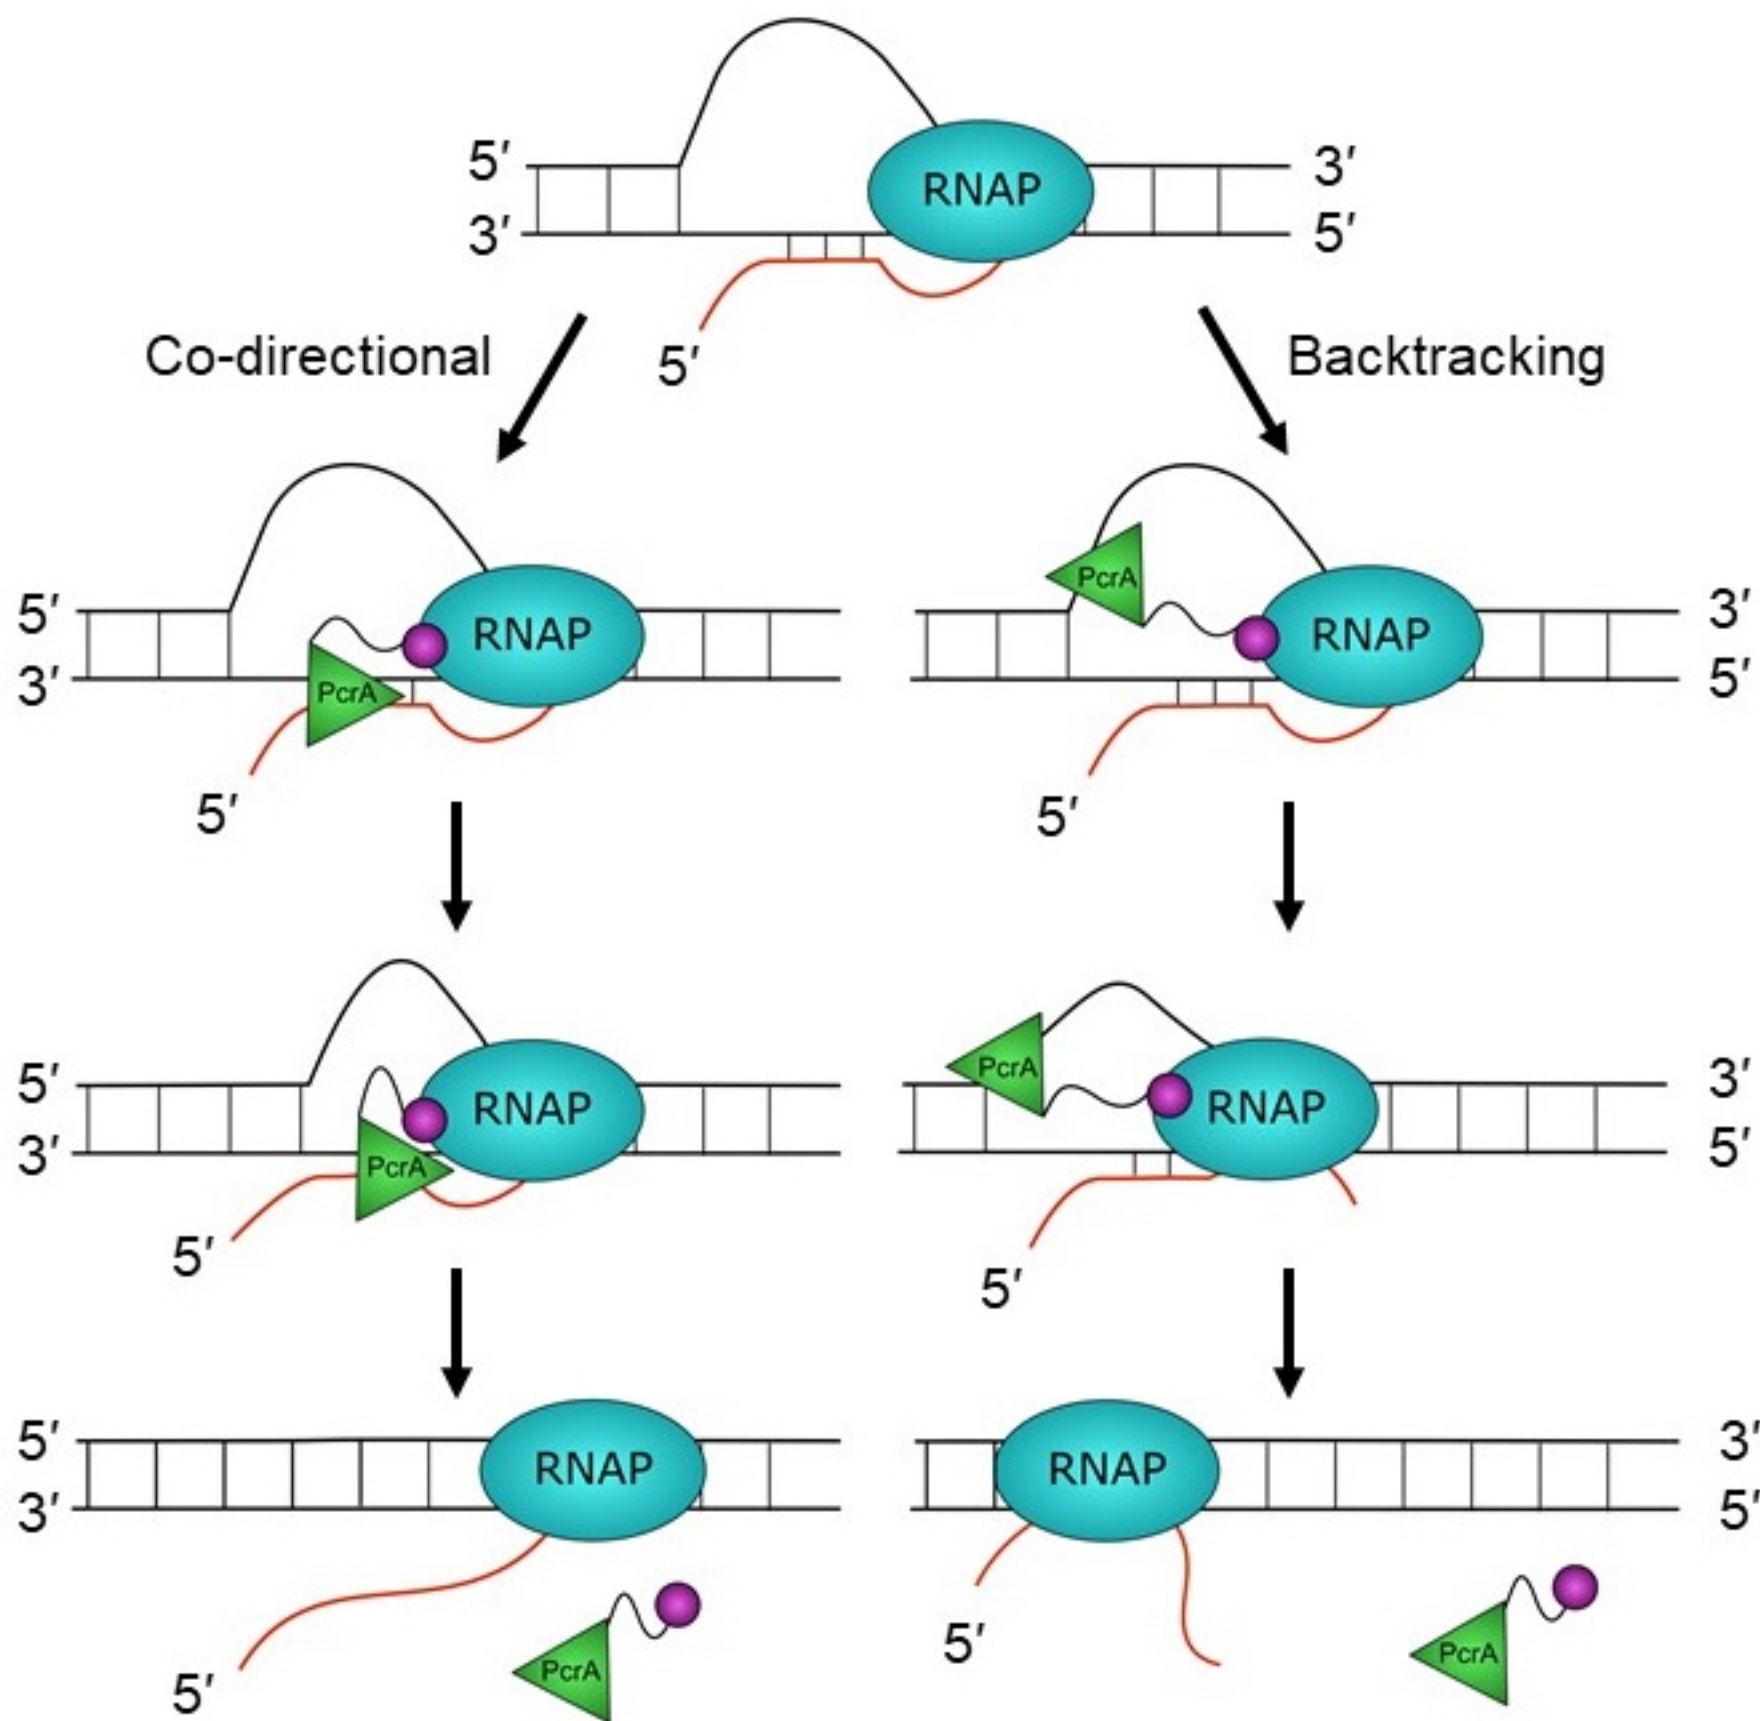 5′ RNAP 3′
3′ 5′
5′
Co-directional
Backtracking
5′ RNAP
3′ PcrA
5′
PcrA RNAP 3′
5′
5′
5′ RNAP
3′ PcrA
5′
PcrA RNAP 3′
5′
5′
5′ RNAP
3′
5′
PcrA
RNAP 3′
5′
5′
PcrA